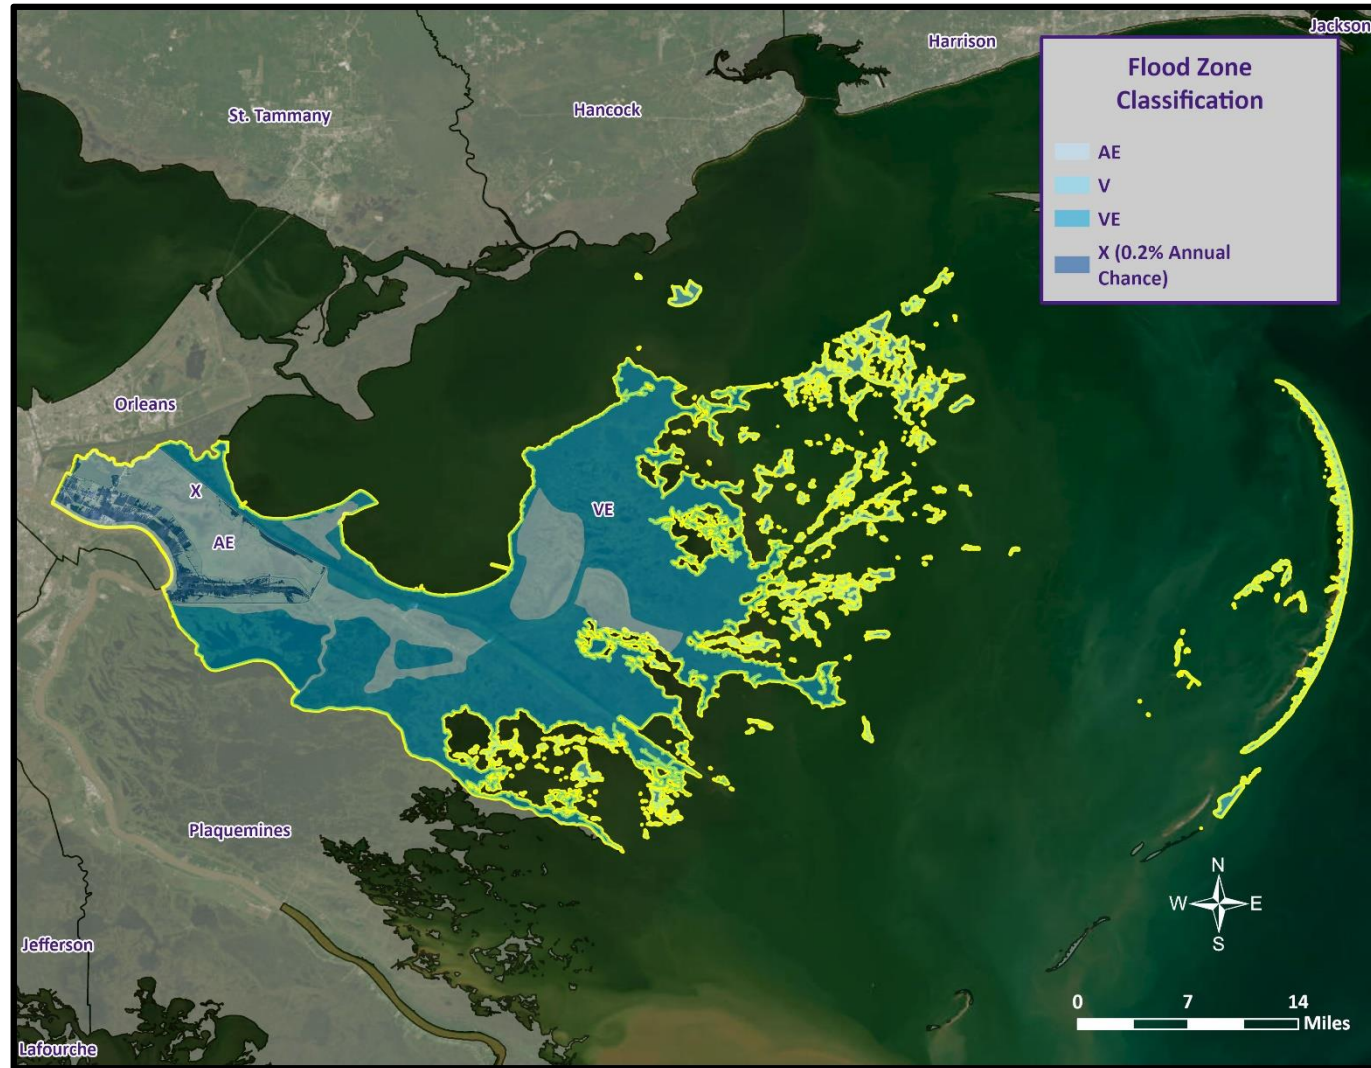 Jackson
Harrison
Flood Zone
Classification
AE
V
VE
X (0.2% Annual
Chance)
St. Tammany
Hancock
Orleans
X
AE
VE
Plaquemines
Jefferson
Lafourche
N
W E
S
0 7 14
Miles